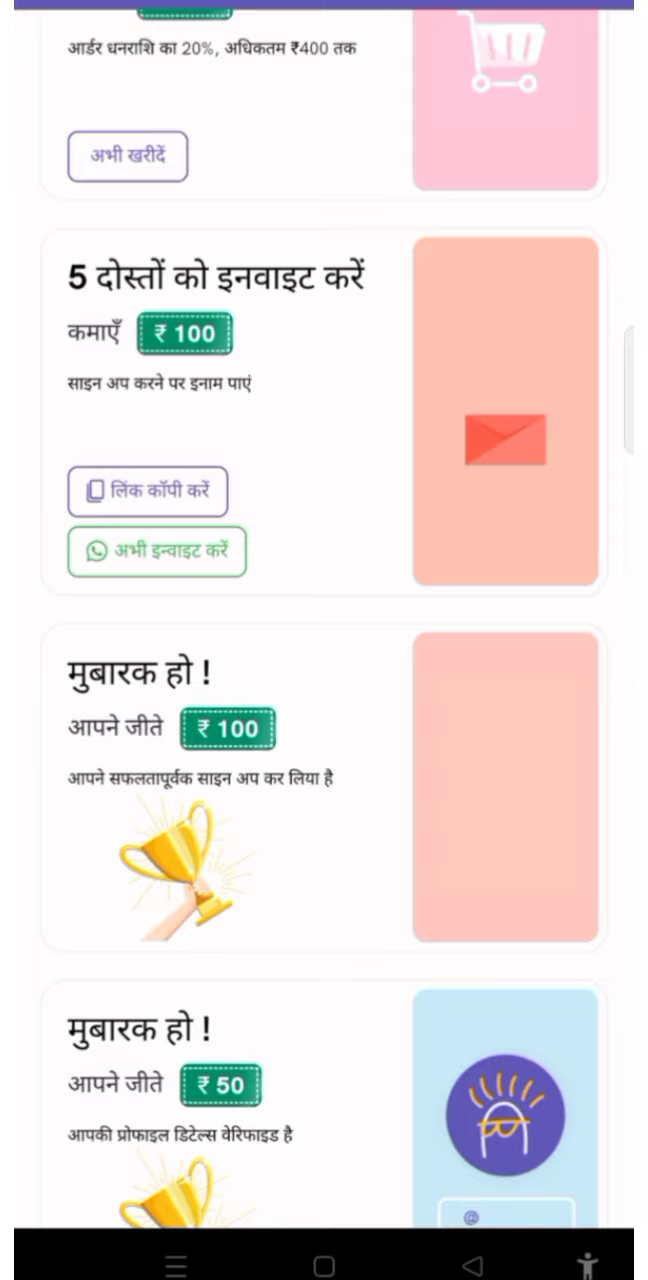 आर्डर धनराशि का 20%, अधिकतम ₹400 तक
अभी खरीदें
5 दोस्तों को इनवाइट करें
कमाएँ ₹ 100
साइन अप करने पर इनाम पाएं
लिंक कॉपी करें
अभी इन्वाइट करें
मुबारक हो !
आपने जीते ₹ 100
आपने सफलतापूर्वक साइन अप कर लिया है
मुबारक हो !
आपने जीते ₹ 50
आपकी प्रोफाइल डिटेल्स वेरिफाइड है
@